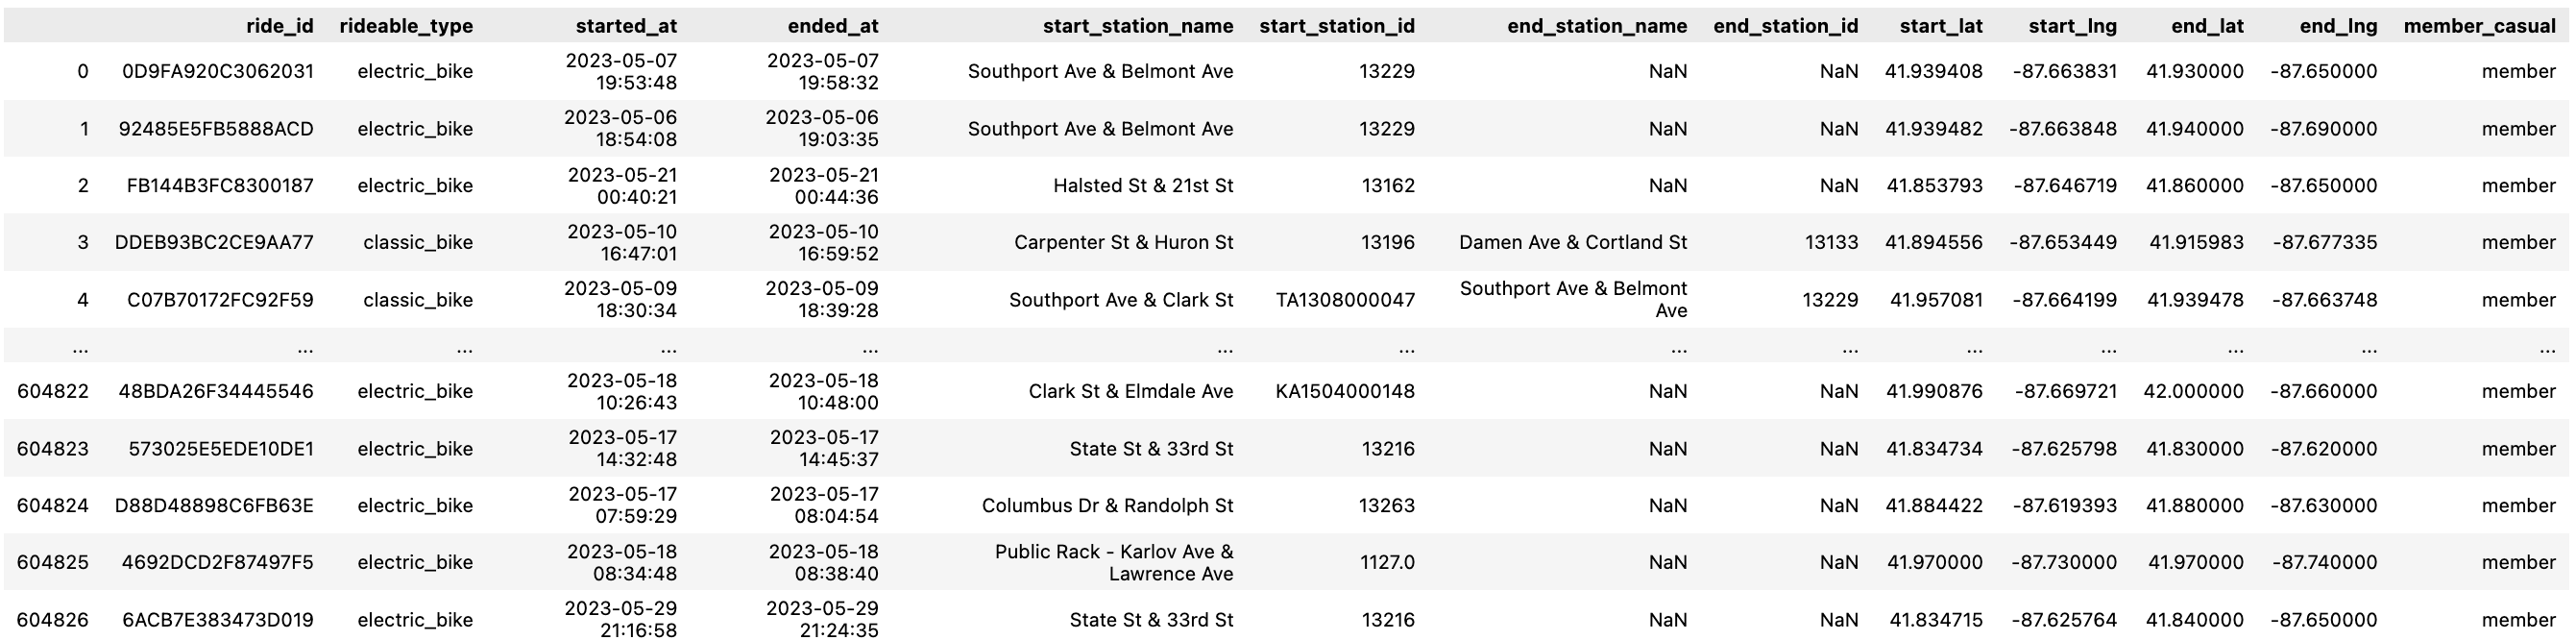 ride_id rideable_type started_at ended_at start_station_name start_station_id end_station_name end_station_id start_lat start_lng end_lat end_lng member_casual
0 0D9FA920C3062031 electric_bike 2023-05-07 19:53:48 2023-05-07 19:58:32 Southport Ave & Belmont Ave 13229 NaN NaN 41.939408 -87.663831 41.930000 -87.650000 member
1 92485E5FB5888ACD electric_bike 2023-05-06 18:54:08 2023-05-06 19:03:35 Southport Ave & Belmont Ave 13229 NaN NaN 41.939482 -87.663848 41.940000 -87.690000 member
2 FB144B3FC8300187 electric_bike 2023-05-21 00:40:21 2023-05-21 00:44:36 Halsted St & 21st St 13162 NaN NaN 41.853793 -87.646719 41.860000 -87.650000 member
3 DDEB93BC2CE9AA77 classic_bike 2023-05-10 16:47:01 2023-05-10 16:59:52 Carpenter St & Huron St 13196 Damen Ave & Cortland St 13133 41.894556 -87.653449 41.915983 -87.677335 member
4 C07B70172FC92F59 classic_bike 2023-05-09 18:30:34 2023-05-09 18:39:28 Southport Ave & Clark St TA1308000047 Southport Ave & Belmont Ave 13229 41.957081 -87.664199 41.939478 -87.663748 member
... ... ... ... ... ... ... ... ... ... ... ... ... ...
604822 48BDA26F34445546 electric_bike 2023-05-18 10:26:43 2023-05-18 10:48:00 Clark St & Elmdale Ave KA1504000148 NaN NaN 41.990876 -87.669721 42.000000 -87.660000 member
604823 573025E5EDE10DE1 electric_bike 2023-05-17 14:32:48 2023-05-17 14:45:37 State St & 33rd St 13216 NaN NaN 41.834734 -87.625798 41.830000 -87.620000 member
604824 D88D48898C6FB63E electric_bike 2023-05-17 07:59:29 2023-05-17 08:04:54 Columbus Dr & Randolph St 13263 NaN NaN 41.884422 -87.619393 41.880000 -87.630000 member
604825 4692DCD2F87497F5 electric_bike 2023-05-18 08:34:48 2023-05-18 08:38:40 Public Rack - Karlov Ave & Lawrence Ave 1127.0 NaN NaN 41.970000 -87.730000 41.970000 -87.740000 member
604826 6ACB7E383473D019 electric_bike 2023-05-29 21:16:58 2023-05-29 21:24:35 State St & 33rd St 13216 NaN NaN 41.834715 -87.625764 41.840000 -87.650000 member